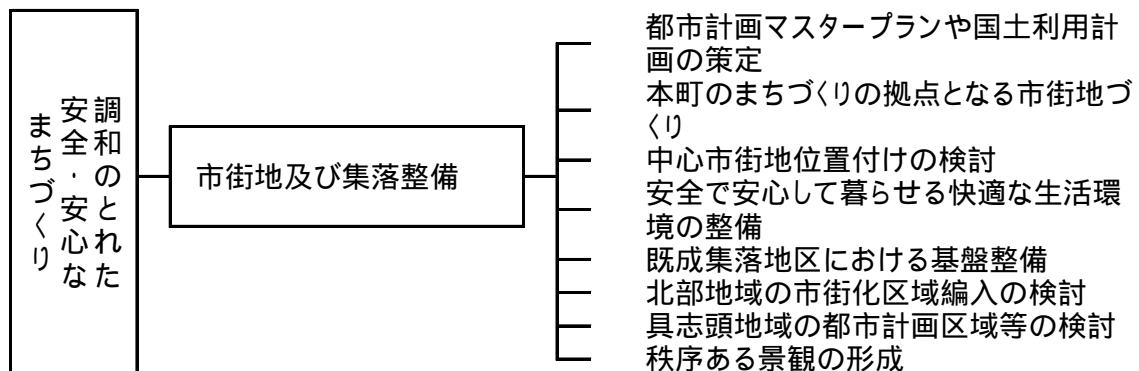 調和のとれた
安全・安心な
まちづくり
市街地及び集落整備
都市計画マスタープランや国土利用計
画の策定
本町のまちづくりの拠点となる市街地づ
くり
中心市街地位置付けの検討
安全で安心して暮らせる快適な生活環
境の整備
既成集落地区における基盤整備
北部地域の市街化区域編入の検討
具志頭地域の都市計画区域等の検討
秩序ある景観の形成